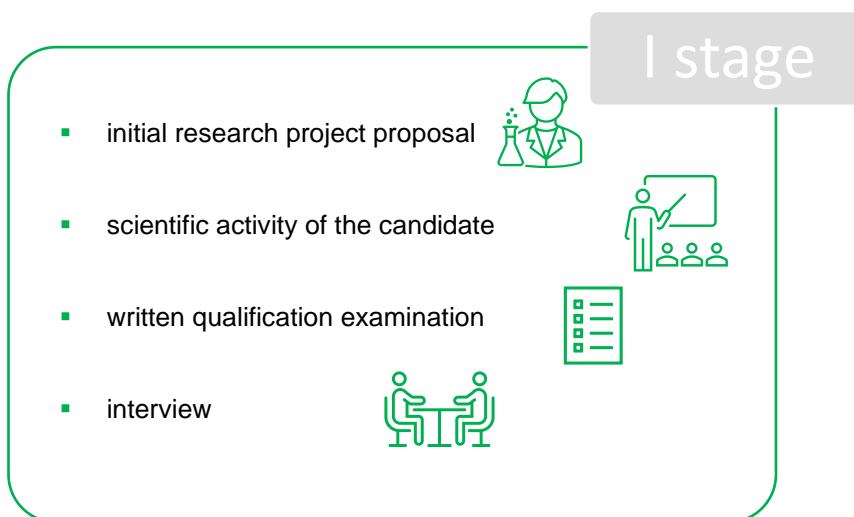 I stage
initial research project proposal
scientific activity of the candidate
written qualification examination
interview